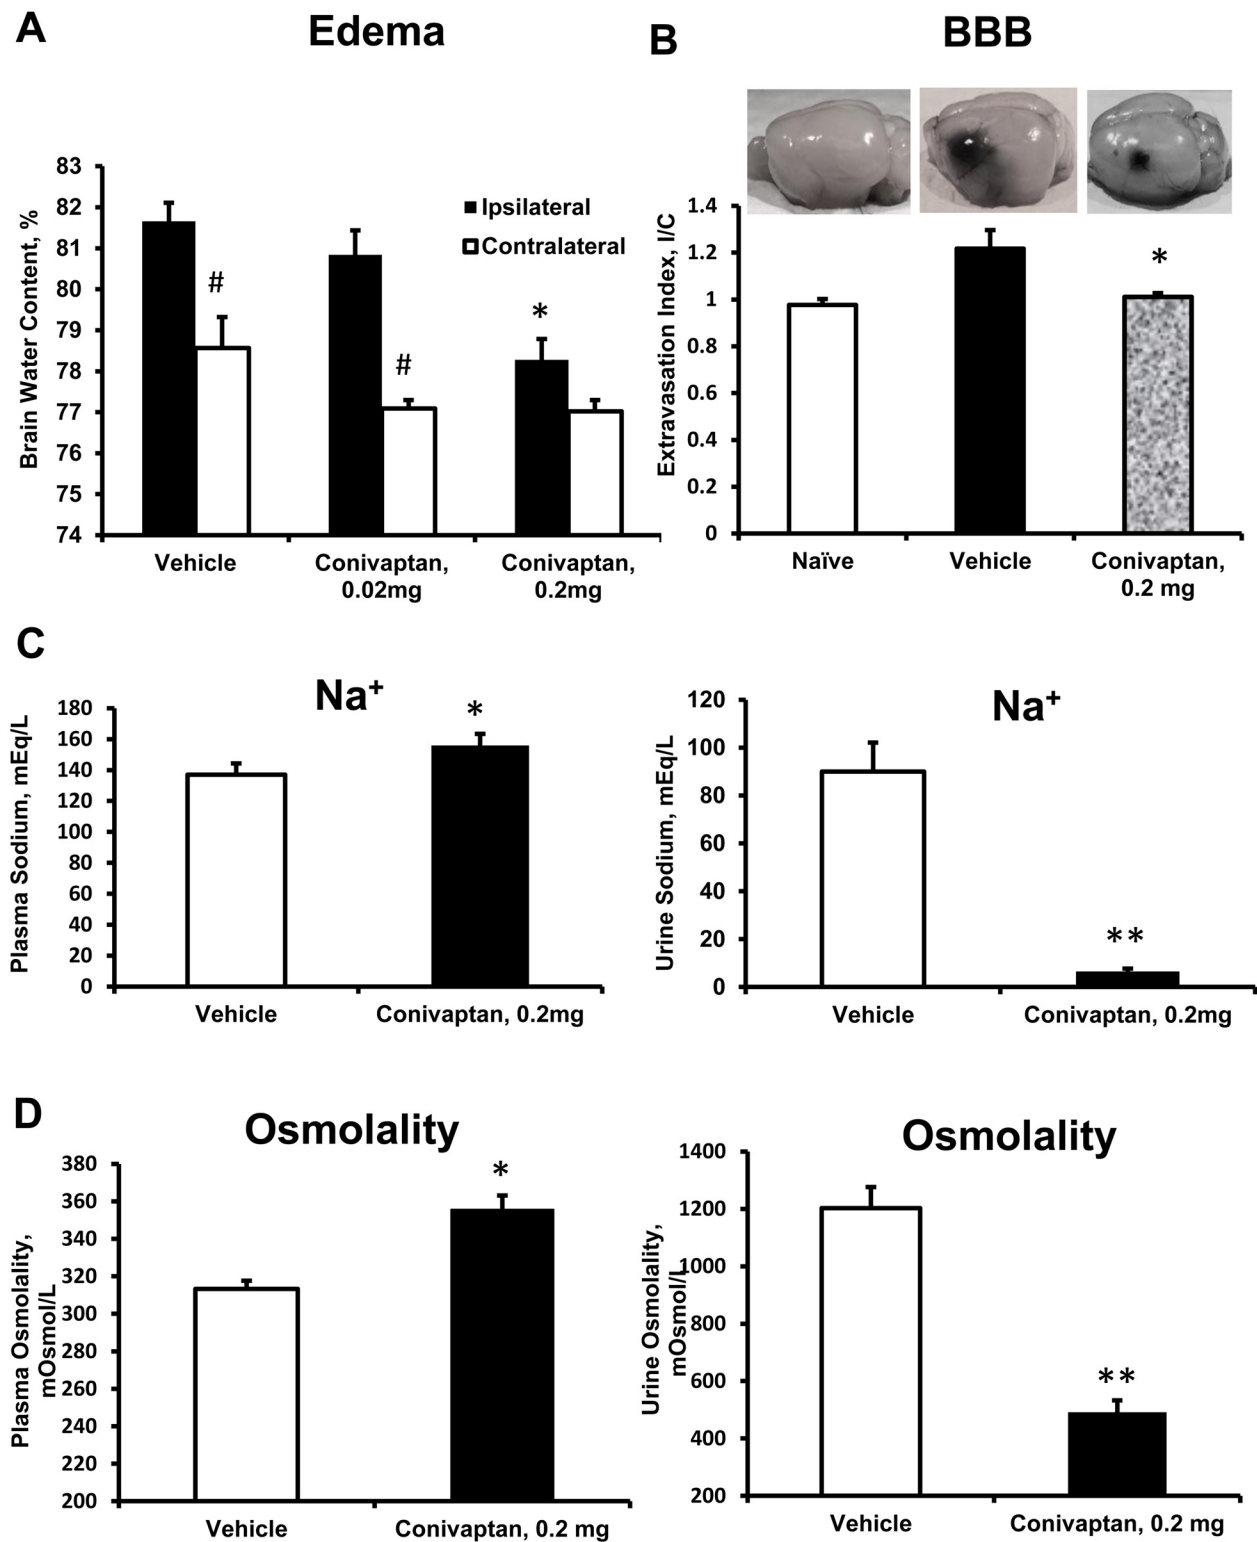 A
Edema
83
82
81
80
79
78
77
76
75
74
Brain Water Content, %
Ipsilateral
Contralateral
#
#
*
Vehicle
Conivaptan,
0.02mg
Conivaptan,
0.2mg
B
BBB
1.4
1.2
1
0.8
0.6
0.4
0.2
0
Extravasation Index, I/C
*
Naïve
Vehicle
Conivaptan,
0.2 mg
C
Na+
180
160
140
120
100
80
60
40
20
0
Plasma Sodium, mEq/L
*
Vehicle
Conivaptan, 0.2mg
Na+
120
100
80
60
40
20
0
Urine Sodium, mEq/L
**
Vehicle
Conivaptan, 0.2mg
D
Osmolality
380
360
340
320
300
280
260
240
220
200
Plasma Osmolality,
mOsmol/L
*
Vehicle
Conivaptan, 0.2 mg
Osmolality
1400
1200
1000
800
600
400
200
Urine Osmolality,
mOsmol/L
**
Vehicle
Conivaptan, 0.2 mg